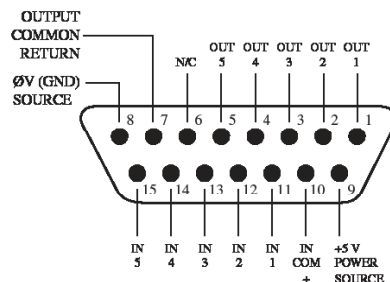 OUTPUT
COMMON
RETURN
ØV (GND)
SOURCE
N/C
OUT
5
OUT
4
OUT
3
OUT
2
OUT
1
8 7 6 5 4 3 2 1
15 14 13 12 11 10 9
IN
5
IN
4
IN
3
IN
2
IN
1
IN
COM
+
+5 V
POWER
SOURCE